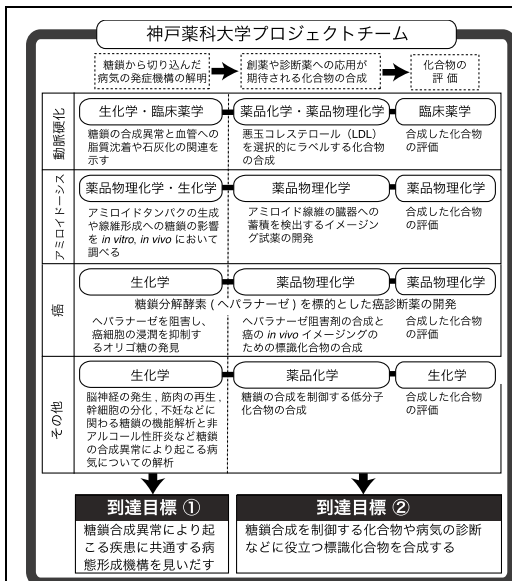 神戸薬科大学プロジェクトチーム
糖鎖から切り込んだ
病気の発症機構の解明
創薬や診断薬への応用が
期待される化合物の合成
化合物の
評 価
動脈硬化
生化学・臨床薬学
糖鎖の合成異常と血管への
脂質沈着や石灰化の関連を
示す
薬品化学・薬品物理化学
悪玉コレステロール（LDL）
を選択的にラベルする化合物
の合成
臨床薬学
合成した化合物
の評価
アミロイドーシス
薬品物理化学・生化学
アミロイドタンパクの生成
や線維形成への糖鎖の影響
を in vitro, in vivo において
調べる
薬品物理化学
アミロイド線維の臓器への
蓄積を検出するイメージン
グ試薬の開発
薬品物理化学
合成した化合物
の評価
癌
生化学
薬品物理化学
薬品物理化学
糖鎖分解酵素 ( ヘパラナーゼ ) を標的とした癌診断薬の開発
ヘパラナーゼを阻害し、
癌細胞の浸潤を抑制す
るオリゴ糖の発見
ヘパラナーゼ阻害剤の合成と
癌の in vivo イメージングの
ための標識化合物の合成
合成した化合物
の評価
その他
生化学
脳神経の発生 , 筋肉の再生 ,
幹細胞の分化 , 不妊などに
関わる糖鎖の機能解析と非
アルコール性肝炎など糖鎖
の合成異常により起こる病
気についての解析
薬品化学
糖鎖の合成を制御する低分子
化合物の合成
生化学
合成した化合物
の評価
到達目標 ①
糖鎖合成異常により起
こる疾患に共通する病
態形成機構を見いだす
到達目標 ②
糖鎖合成を制御する化合物や病気の診断
などに役立つ標識化合物を合成する